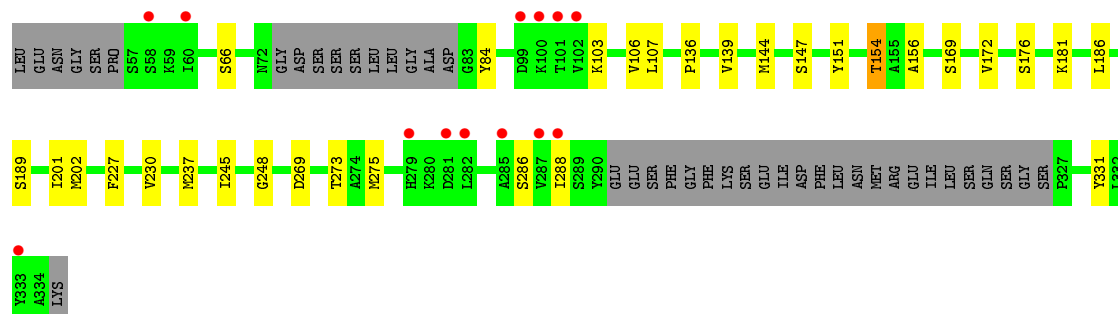 LEU GLU ASN GLY SER PRO S57 S58 K59 I60 S66 N72 GLY ASP SER SER SER LEU LEU GLY ALA ASP G83 Y84 D99 K100 T101 V102 K103 V106 L107 P136 V139 M144 S147 Y151 T154 A155 A156 S169 V172 S176 K181 L186
S189 I201 M202 F227 V230 M237 I245 G248 D269 T273 A274 M275 H279 K280 D281 L282 A285 S286 V287 I288 S289 Y290 GLU GLU SER PHE GLY PHE LYS SER GLU ILE ASP PHE LEU ASN MET ARG GLU ILE LEU SER GLN SER GLY SER P327 Y331 L332
Y333 A334 LYS